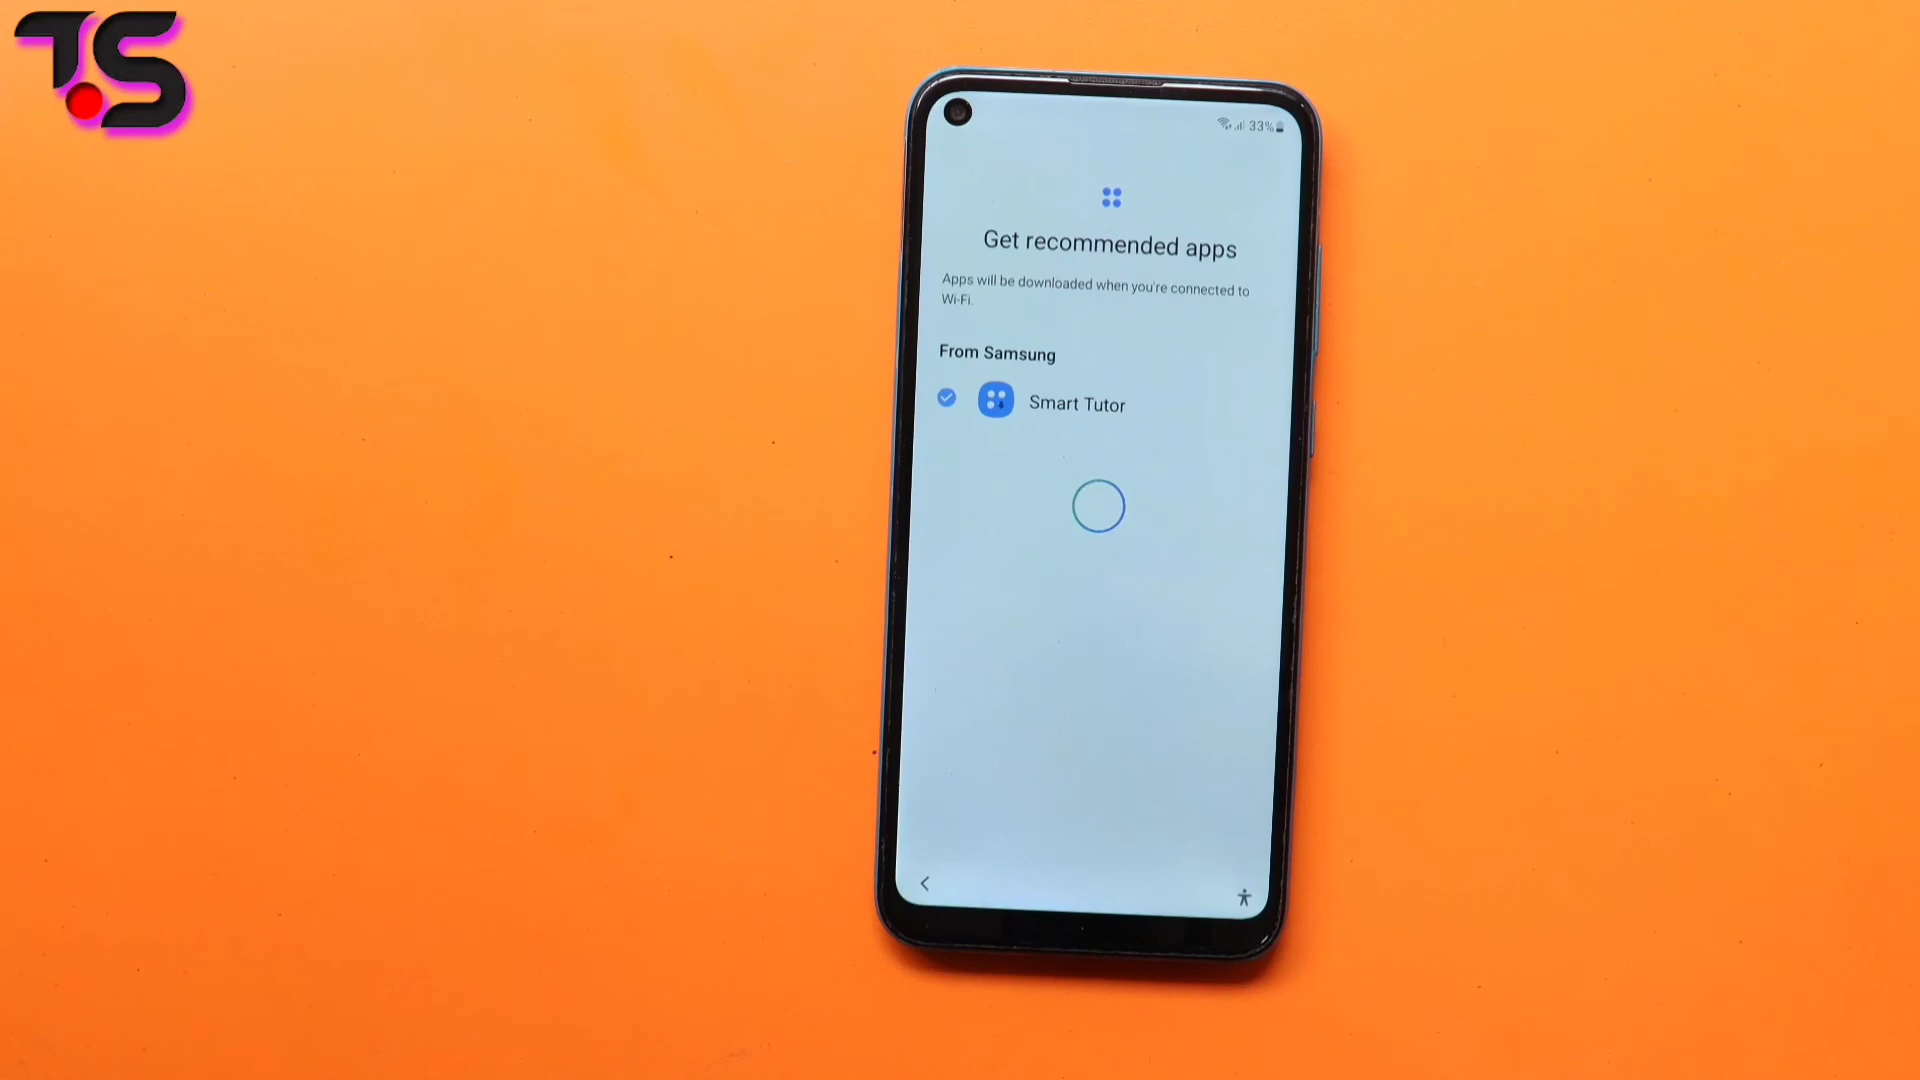 T.S
33%
Get recommended apps
Apps will be downloaded when you're connected to
Wi-Fi.
From Samsung
Smart Tutor